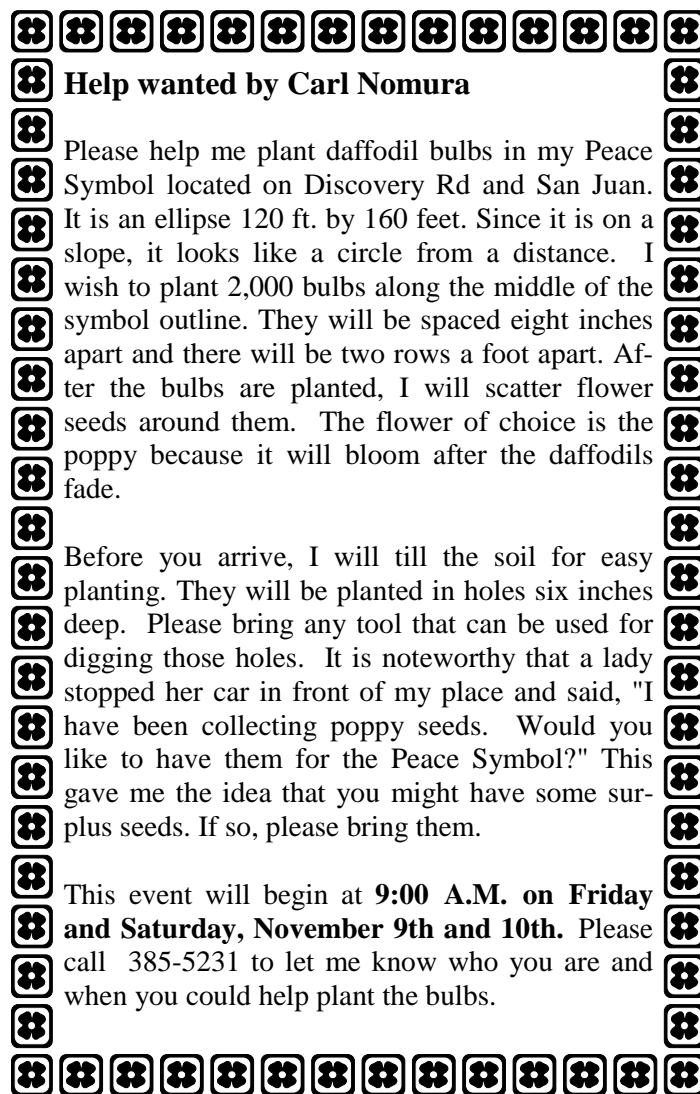 Help wanted by Carl Nomura
Please help me plant daffodil bulbs in my Peace
Symbol located on Discovery Rd and San Juan.
It is an ellipse 120 ft. by 160 feet. Since it is on a
slope, it looks like a circle from a distance. I
wish to plant 2,000 bulbs along the middle of the
symbol outline. They will be spaced eight inches
apart and there will be two rows a foot apart. Af-
ter the bulbs are planted, I will scatter flower
seeds around them. The flower of choice is the
poppy because it will bloom after the daffodils
fade.
Before you arrive, I will till the soil for easy
planting. They will be planted in holes six inches
deep. Please bring any tool that can be used for
digging those holes. It is noteworthy that a lady
stopped her car in front of my place and said, "I
have been collecting poppy seeds. Would you
like to have them for the Peace Symbol?" This
gave me the idea that you might have some sur-
plus seeds. If so, please bring them.
This event will begin at 9:00 A.M. on Friday
and Saturday, November 9th and 10th. Please
call 385-5231 to let me know who you are and
when you could help plant the bulbs.